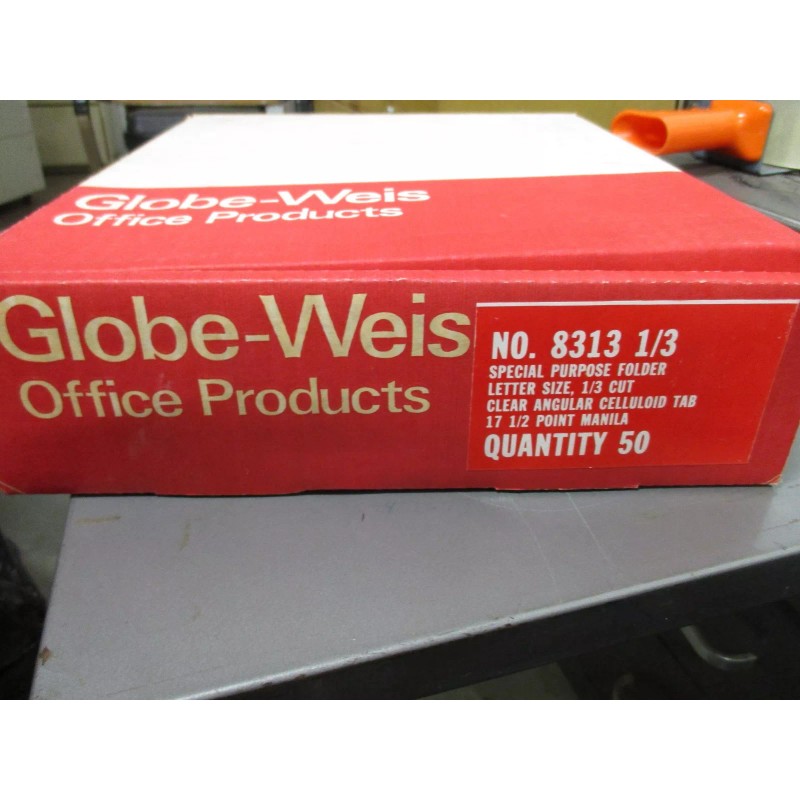 Globe-Weis
Office Products
Globe-Weis
Office Products
NO. 8313 1/3
SPECIAL PURPOSE FOLDER
LETTER SIZE, 1/3 CUT
CLEAR ANGULAR CELLULOID TAB
17 1/2 POINT MANILA
QUANTITY 50